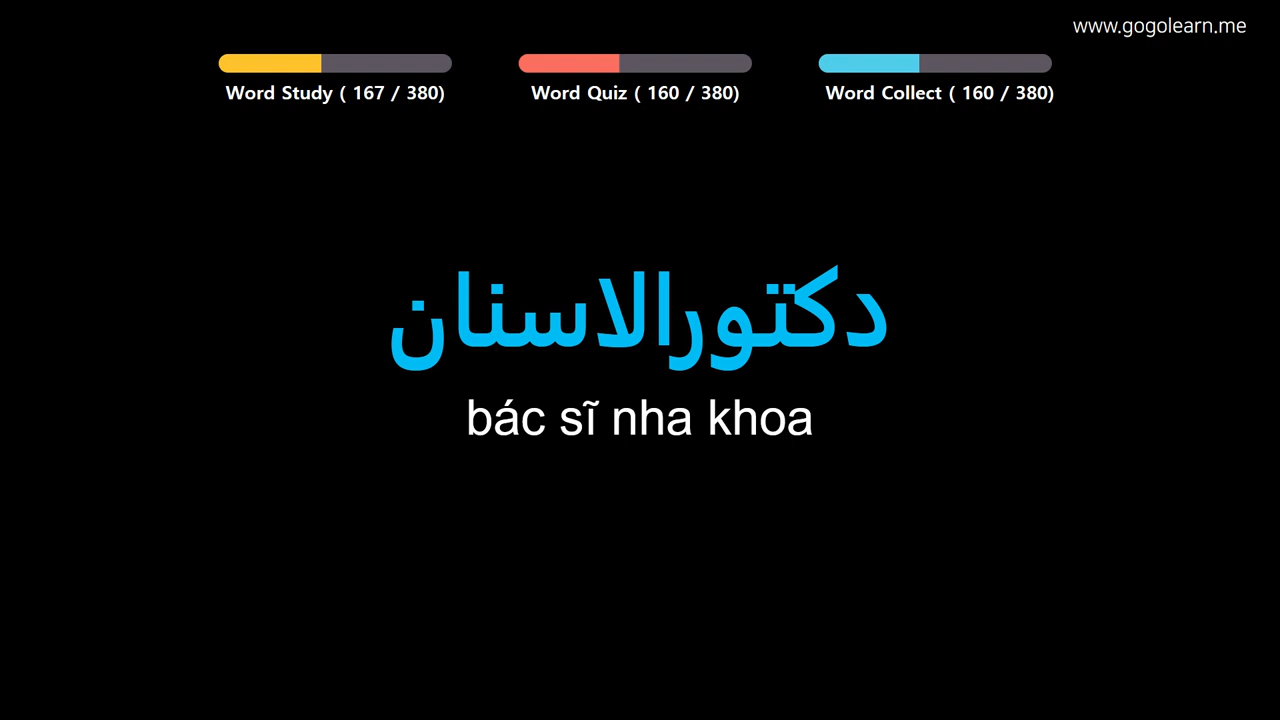 www.gogolearn.me
Word Study ( 167 / 380)
Word Quiz ( 160 / 380)
Word Collect ( 160 / 380)
دكتورالاسنان
bác sĩ nha khoa